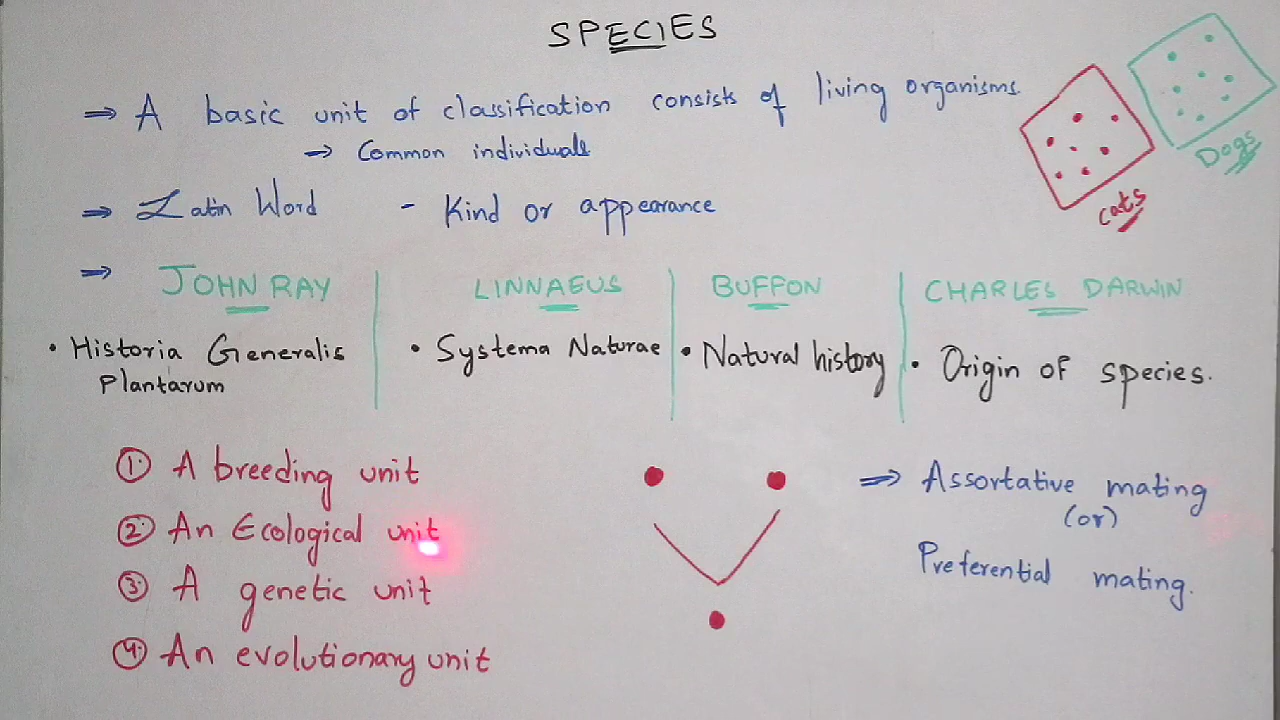 SPECIES
⇒ A basic unit of classification consists of living organisms.
→ Common individuals
⇒ Latin Word - Kind or appearance
Cats
Dogs
⇒ JOHN RAY
• Historia Generalis
Plantarum
LINNAEUS
• Systema Naturae
BUFFON
• Natural history
CHARLES DARWIN
• Origin of species.
① A breeding unit
② An Ecological unit
③ A genetic unit
④ An evolutionary unit
⇒ Assortative mating
(or)
Preferential mating.